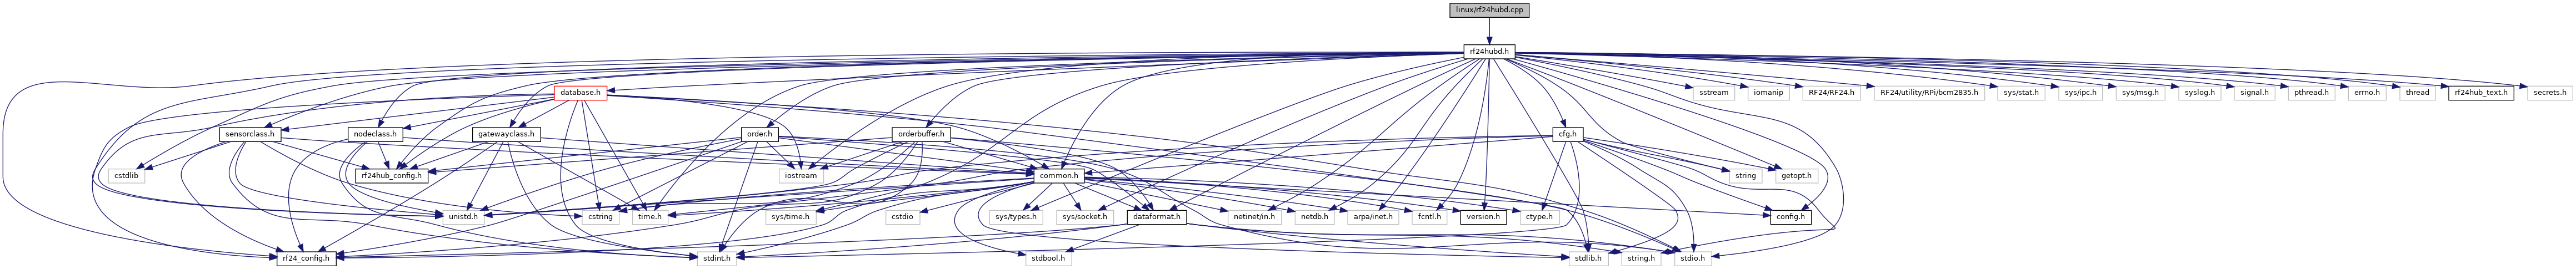 linux/rf24hubd.cpp
rf24hubd.h
database.h
sstream
iomanip
RF24/RF24.h
RF24/utility/RPi/bcm2835.h
sys/stat.h
sys/ipc.h
sys/msg.h
syslog.h
signal.h
pthread.h
errno.h
thread
rf24hub_text.h
secrets.h
sensorclass.h
nodeclass.h
gatewayclass.h
order.h
orderbuffer.h
cfg.h
cstdlib
rf24hub_config.h
iostream
common.h
string
getopt.h
unistd.h
cstring
time.h
sys/time.h
cstdio
sys/types.h
sys/socket.h
dataformat.h
netinet/in.h
netdb.h
arpa/inet.h
fcntl.h
version.h
ctype.h
config.h
rf24_config.h
stdint.h
stdbool.h
stdlib.h
string.h
stdio.h